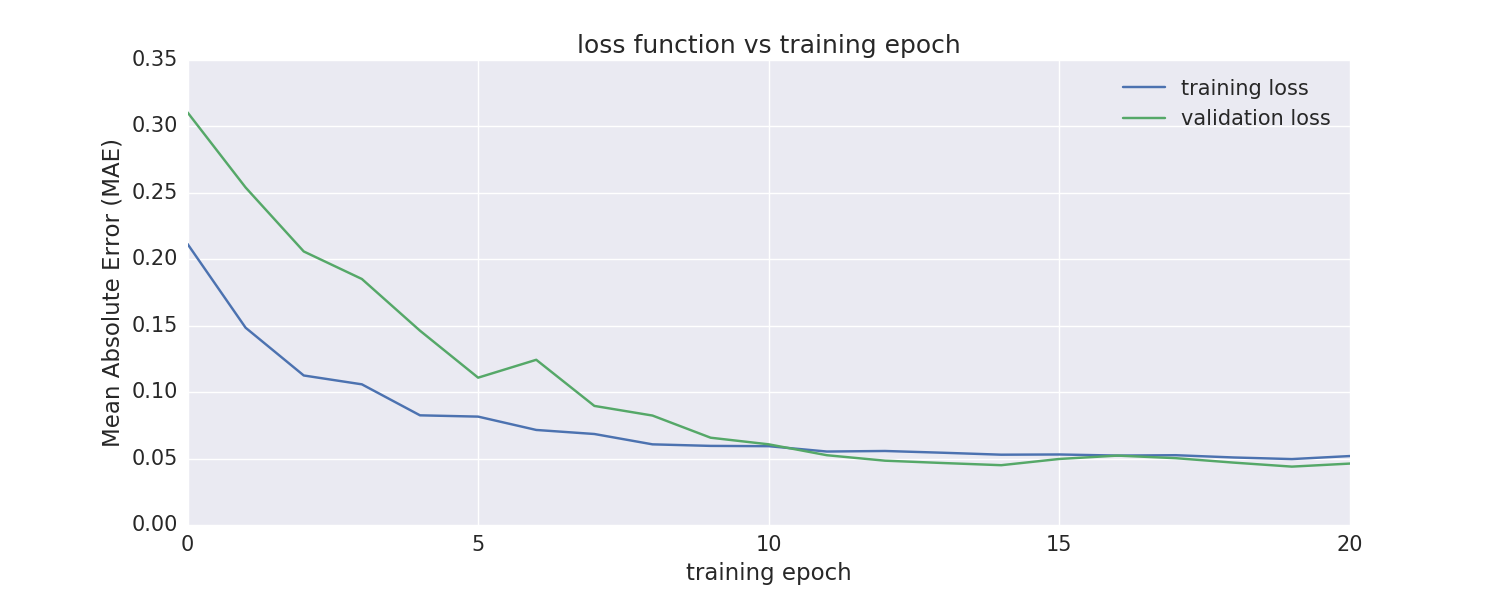 loss function vs training epoch
0.35
0.30
0.25
0.20
0.15
0.10
0.05
0.00
Mean Absolute Error (MAE)
training loss
validation loss
0 5 10 15 20
training epoch